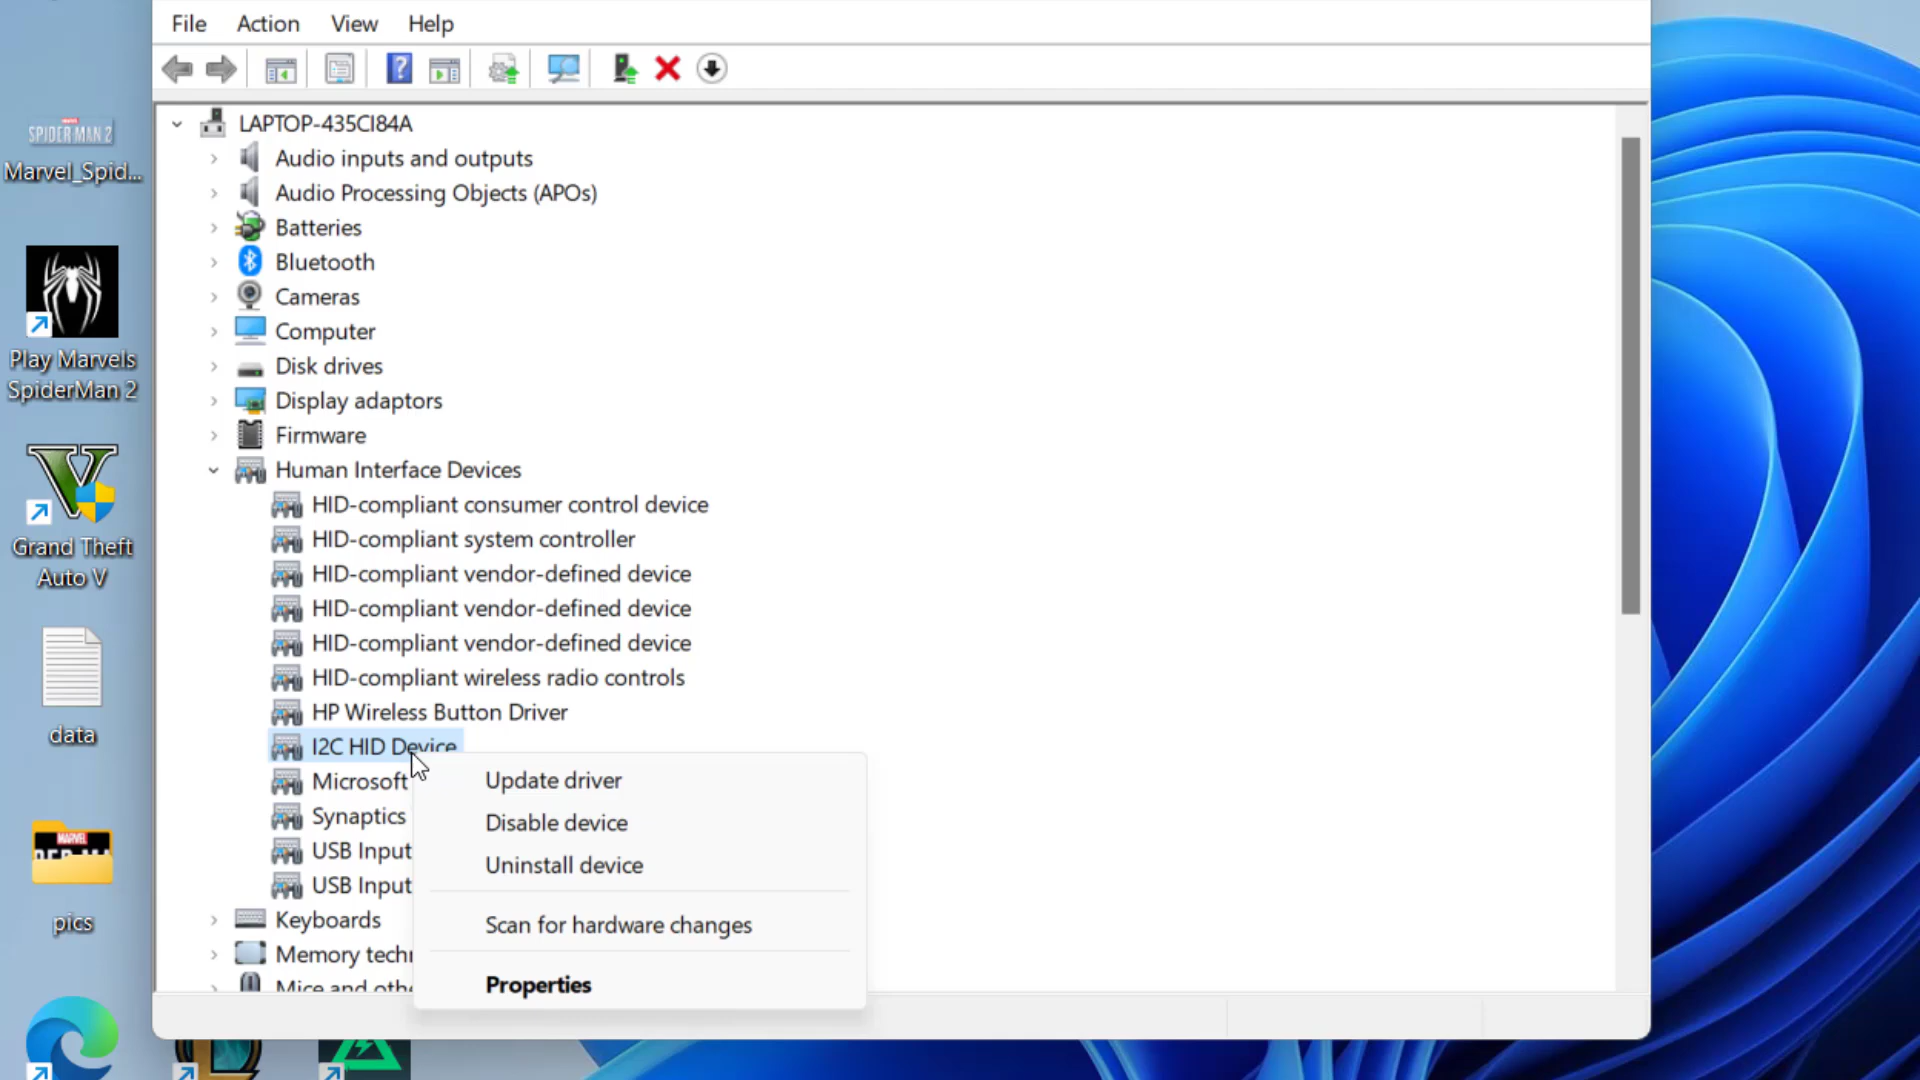 File Action View Help
LAPTOP-435CI84A
Audio inputs and outputs
Audio Processing Objects (APOs)
Batteries
Bluetooth
Cameras
Computer
Disk drives
Display adaptors
Firmware
Human Interface Devices
HID-compliant consumer control device
HID-compliant system controller
HID-compliant vendor-defined device
HID-compliant vendor-defined device
HID-compliant vendor-defined device
HID-compliant wireless radio controls
HP Wireless Button Driver
I2C HID Device
Microsoft
Synaptics
USB Input
USB Input
Keyboards
Memory
Mice and
Update driver
Disable device
Uninstall device
Scan for hardware changes
Properties
SPIDER-MAN 2
Marvel_Spid...
Play Marvels
SpiderMan 2
Grand Theft
Auto V
data
MARVEL
pics